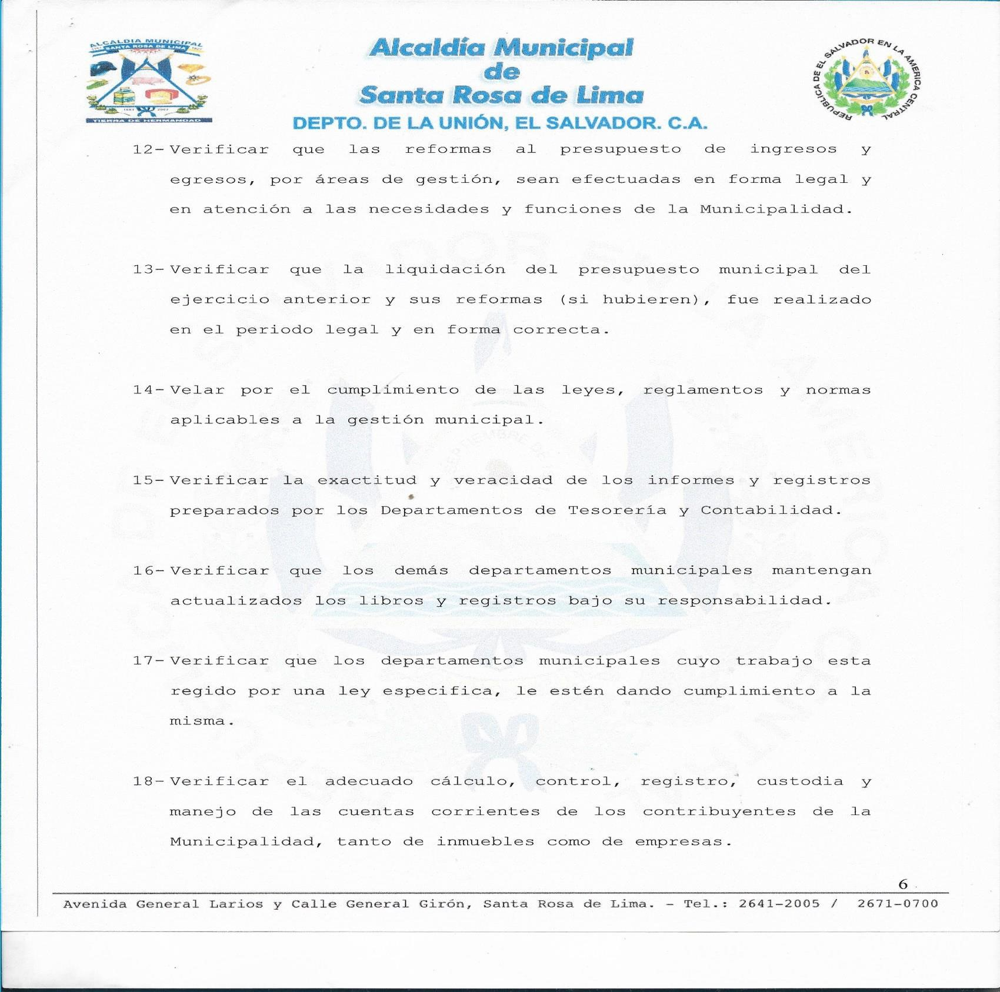 ALCALDIA MUNICIPAL
SANTA ROSA DE LIMA
TIERRA DE HERMANDAD
Alcaldía Municipal
de
Santa Rosa de Lima
DEPTO. DE LA UNIÓN, EL SALVADOR. C.A.
REPUBLICA DE EL SALVADOR EN LA AMERICA CENTRAL
12- Verificar que las reformas al presupuesto de ingresos y
egresos, por áreas de gestión, sean efectuadas en forma legal y
en atención a las necesidades y funciones de la Municipalidad.
13- Verificar que la liquidación del presupuesto municipal del
ejercicio anterior y sus reformas (si hubieren), fue realizado
en el periodo legal y en forma correcta.
14- Velar por el cumplimiento de las leyes, reglamentos y normas
aplicables a la gestión municipal.
15- Verificar la exactitud y veracidad de los informes y registros
preparados por los Departamentos de Tesorería y Contabilidad.
16- Verificar que los demás departamentos municipales mantengan
actualizados los libros y registros bajo su responsabilidad.
17- Verificar que los departamentos municipales cuyo trabajo esta
regido por una ley especifica, le estén dando cumplimiento a la
misma.
18- Verificar el adecuado cálculo, control, registro, custodia y
manejo de las cuentas corrientes de los contribuyentes de la
Municipalidad, tanto de inmuebles como de empresas.
6
Avenida General Larios y Calle General Girón, Santa Rosa de Lima. - Tel.: 2641-2005 / 2671-0700